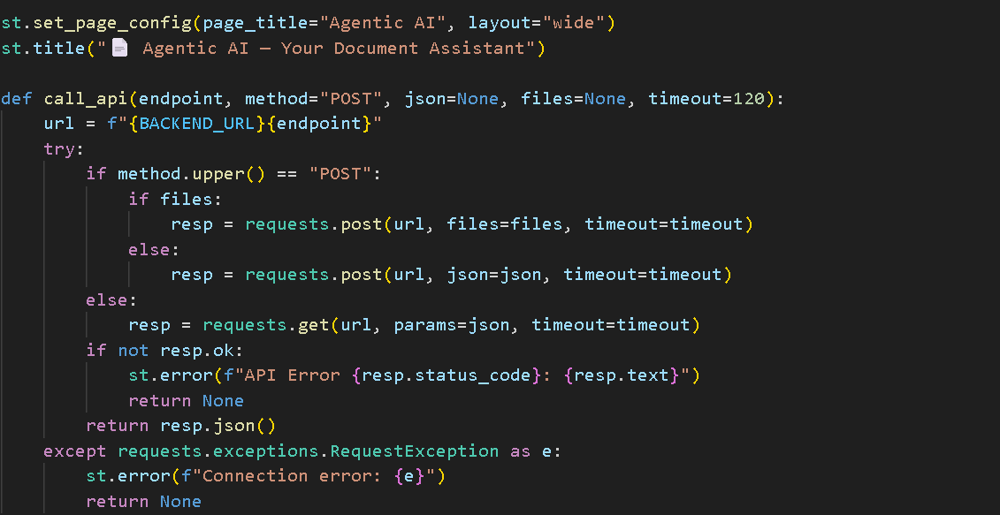 st.set_page_config(page_title="Agentic AI", layout="wide")
st.title("📄 Agentic AI — Your Document Assistant")

def call_api(endpoint, method="POST", json=None, files=None, timeout=120):
    url = f"{BACKEND_URL}{endpoint}"
    try:
        if method.upper() == "POST":
            if files:
                resp = requests.post(url, files=files, timeout=timeout)
            else:
                resp = requests.post(url, json=json, timeout=timeout)
        else:
            resp = requests.get(url, params=json, timeout=timeout)
        if not resp.ok:
            st.error(f"API Error {resp.status_code}: {resp.text}")
            return None
        return resp.json()
    except requests.exceptions.RequestException as e:
        st.error(f"Connection error: {e}")
        return None